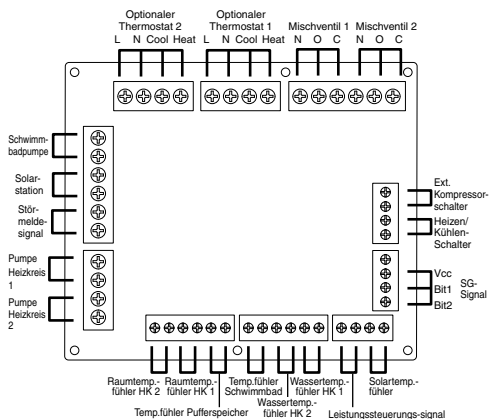 Optionaler
Thermostat 2
L N Cool Heat
Optionaler
Thermostat 1
L N Cool Heat
Mischventil 1
N O C
Mischventil 2
N O C
Schwimm-
badpumpe
Solar-
station
Stör-
melde-
signal
Pumpe
Heizkreis
1
Pumpe
Heizkreis
2
Ext.
Kompressor-
schalter
Heizen/
Kühlen-
Schalter
Vcc
Bit1
Bit2
SG-
Signal
Raumtemp.-
fühler HK 2
Raumtemp.-
fühler HK 1
Temp.fühler Pufferspeicher
Temp.fühler
Schwimmbad
Wassertemp.-
fühler HK 2
Wassertemp.-
fühler HK 1
Leistungssteuerungs-signal
Solartemp.-
fühler